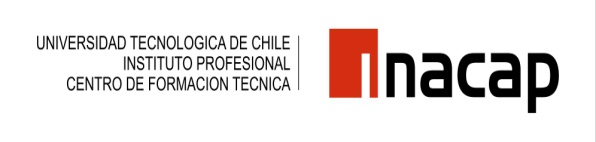 UNIVERSIDAD TECNOLOGICA DE CHILE
INSTITUTO PROFESIONAL
CENTRO DE FORMACION TECNICA
inacap